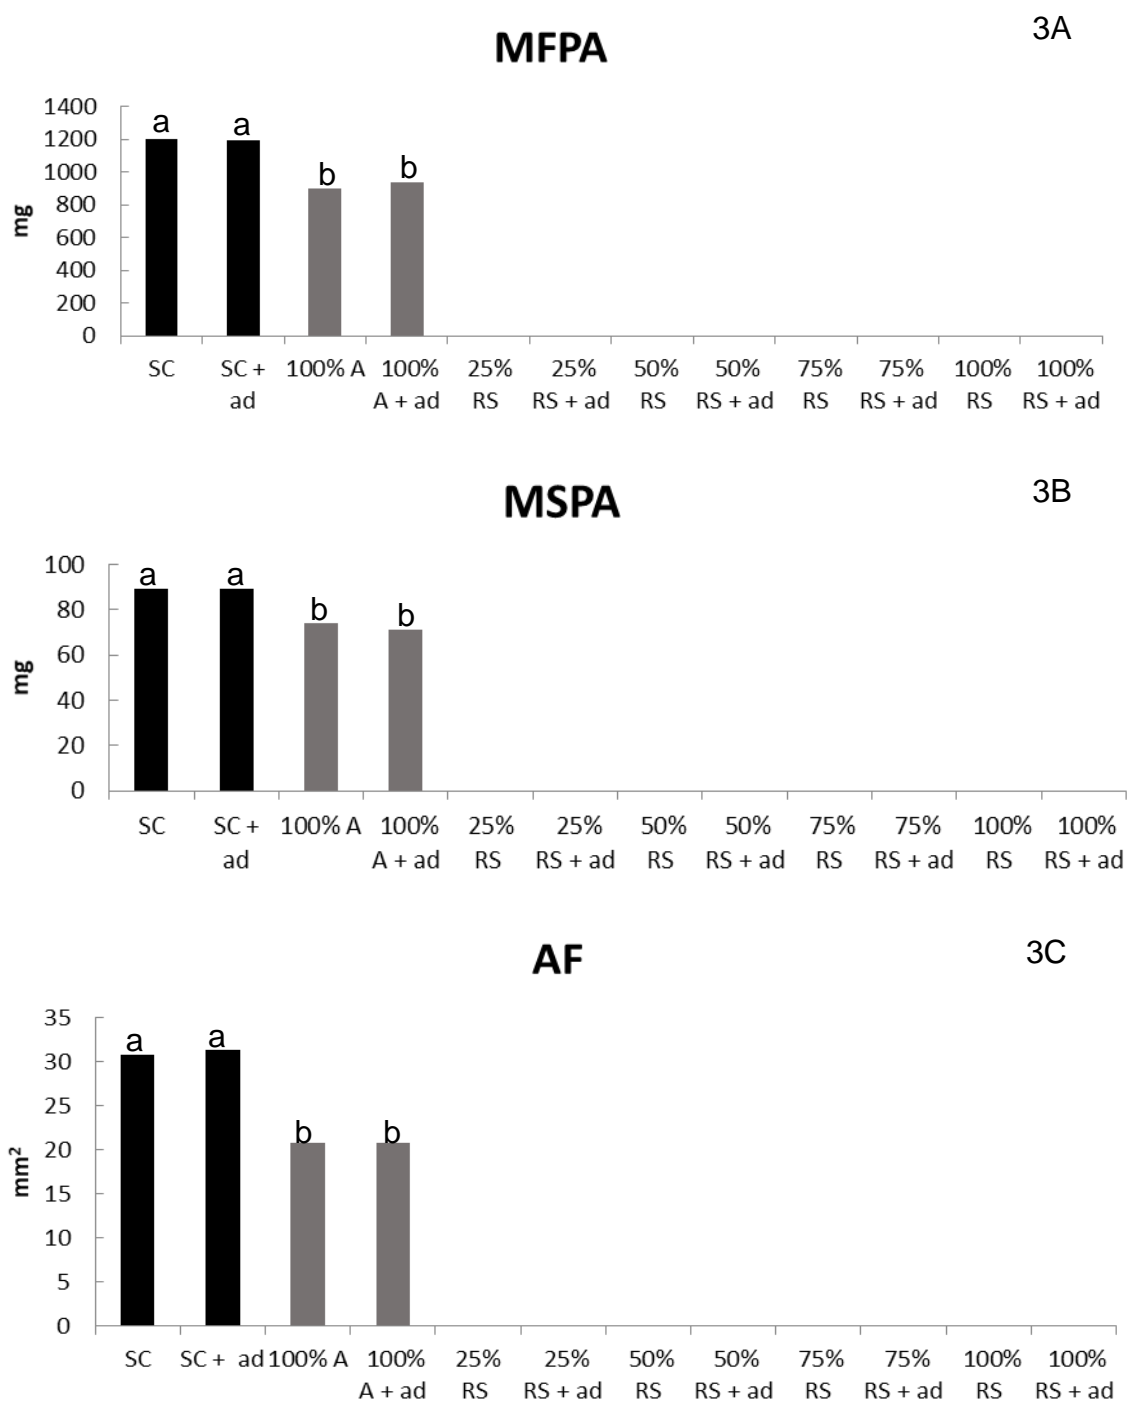 3A
MFPA
1400
1200
1000
800
600
400
200
0
mg
a a b b
SC SC + 100% A 100% 25% 25% 50% 50% 75% 75% 100% 100%
ad A + ad RS RS + ad RS RS + ad RS RS + ad RS RS + ad
3B
MSPA
100
80
60
40
20
0
mg
a a b b
SC SC + 100% A 100% 25% 25% 50% 50% 75% 75% 100% 100%
ad A + ad RS RS + ad RS RS + ad RS RS + ad RS RS + ad
3C
AF
35
30
25
20
15
10
5
0
mm²
a a b b
SC SC + ad 100% A 100% 25% 25% 50% 50% 75% 75% 100% 100%
A + ad RS RS + ad RS RS + ad RS RS + ad RS RS + ad